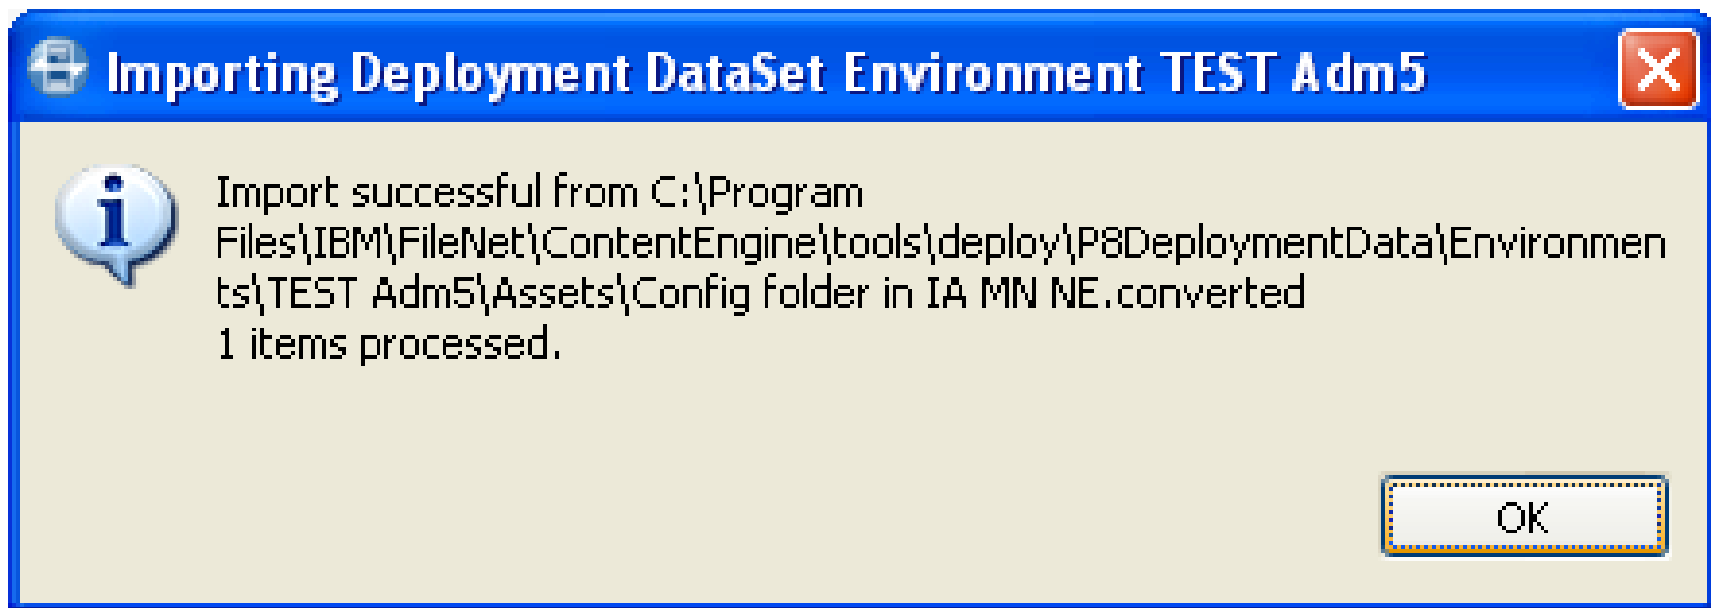 Importing Deployment DataSet Environment TEST Adm5
Import successful from C:\Program
Files\IBM\FileNet\ContentEngine\tools\deploy\P8DeploymentData\Environmen
ts\TEST Adm5\Assets\Config folder in IA MN NE.converted
1 items processed.
OK